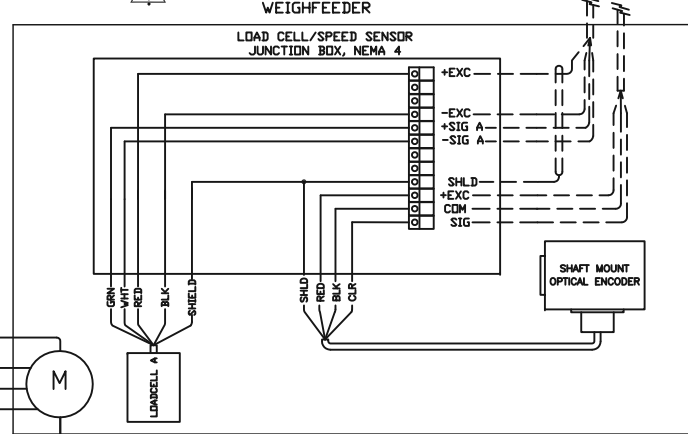 WEIGHFEEDER
LOAD CELL/SPEED SENSOR
JUNCTION BOX, NEMA 4
+EXC
-EXC
+SIG A
-SIG A
SHLD
+EXC
COM
SIG
GRN
WHT
RED
BLK
SHIELD
SHLD
RED
BLK
CLR
SHAFT MOUNT
OPTICAL ENCODER
LOADCELL A
M